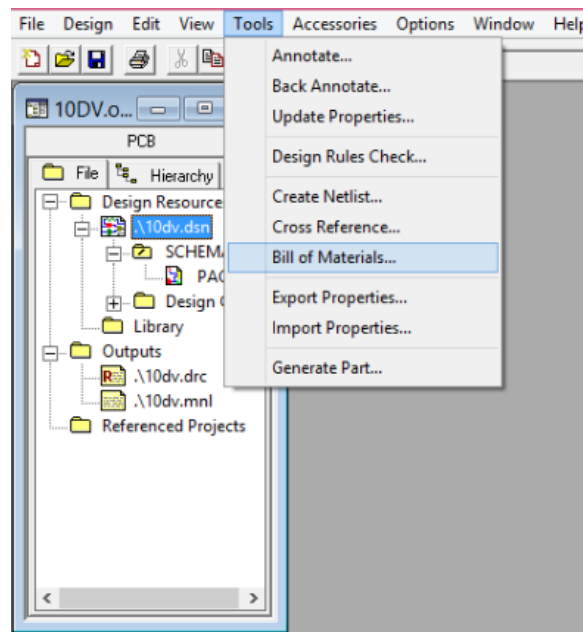 File Design Edit View Tools Accessories Options Window Help
Annotate...
Back Annotate...
Update Properties...
Design Rules Check...
Create Netlist...
Cross Reference...
Bill of Materials...
Export Properties...
Import Properties...
Generate Part...
10DV.o...
PCB
File Hierarchy
Design Resource
.\10dv.dsn
SCHEM
PAG
Design
Library
Outputs
.\10dv.drc
.\10dv.mnl
Referenced Projects